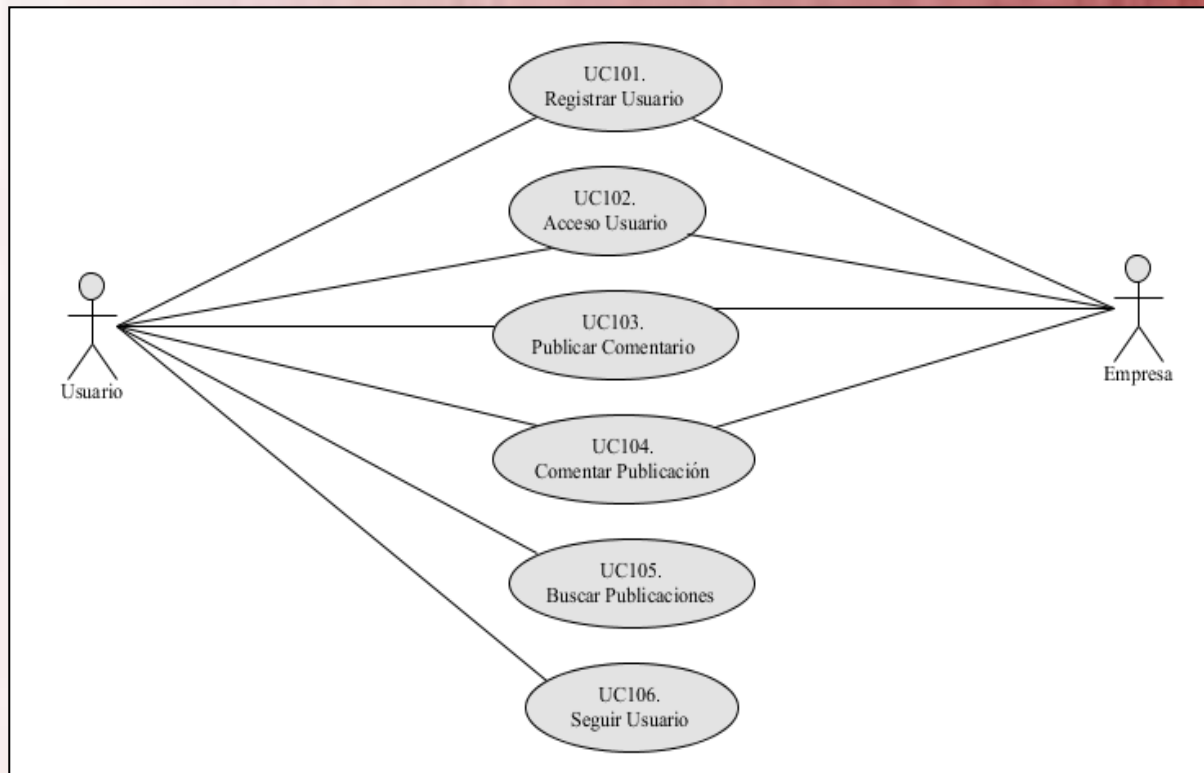 UC101.
Registrar Usuario
UC102.
Acceso Usuario
UC103.
Publicar Comentario
UC104.
Comentar Publicación
UC105.
Buscar Publicaciones
UC106.
Seguir Usuario
Usuario
Empresa